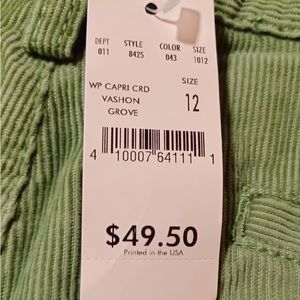 DEPT STYLE COLOR SIZE
011 8425 043 1012
WP CAPRI CRD SIZE
VASHON 12
GROVE
4 10007 64111 1
$49.50
Printed in the USA